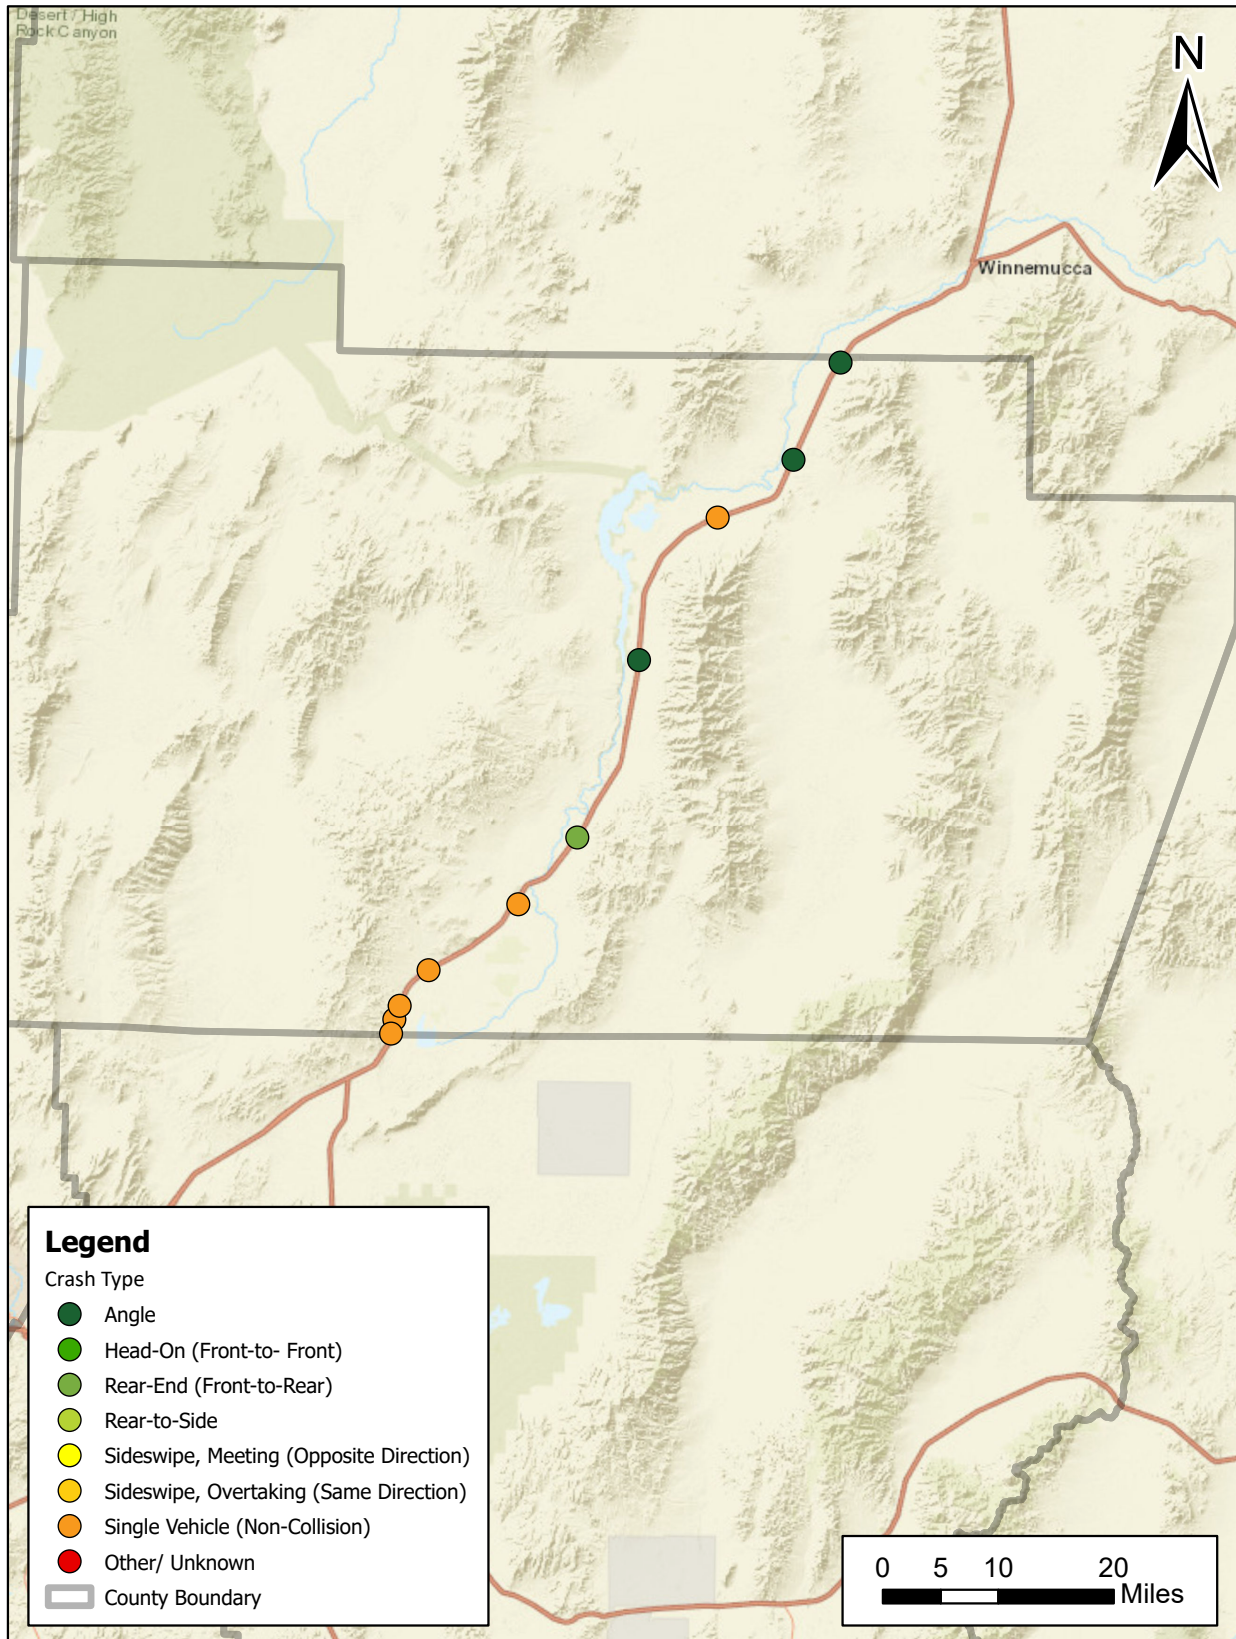 Desert / High
Rock Canyon
N
Winnemucca
Legend
Crash Type
Angle
Head-On (Front-to- Front)
Rear-End (Front-to-Rear)
Rear-to-Side
Sideswipe, Meeting (Opposite Direction)
Sideswipe, Overtaking (Same Direction)
Single Vehicle (Non-Collision)
Other/ Unknown
County Boundary
0 5 10 20
Miles